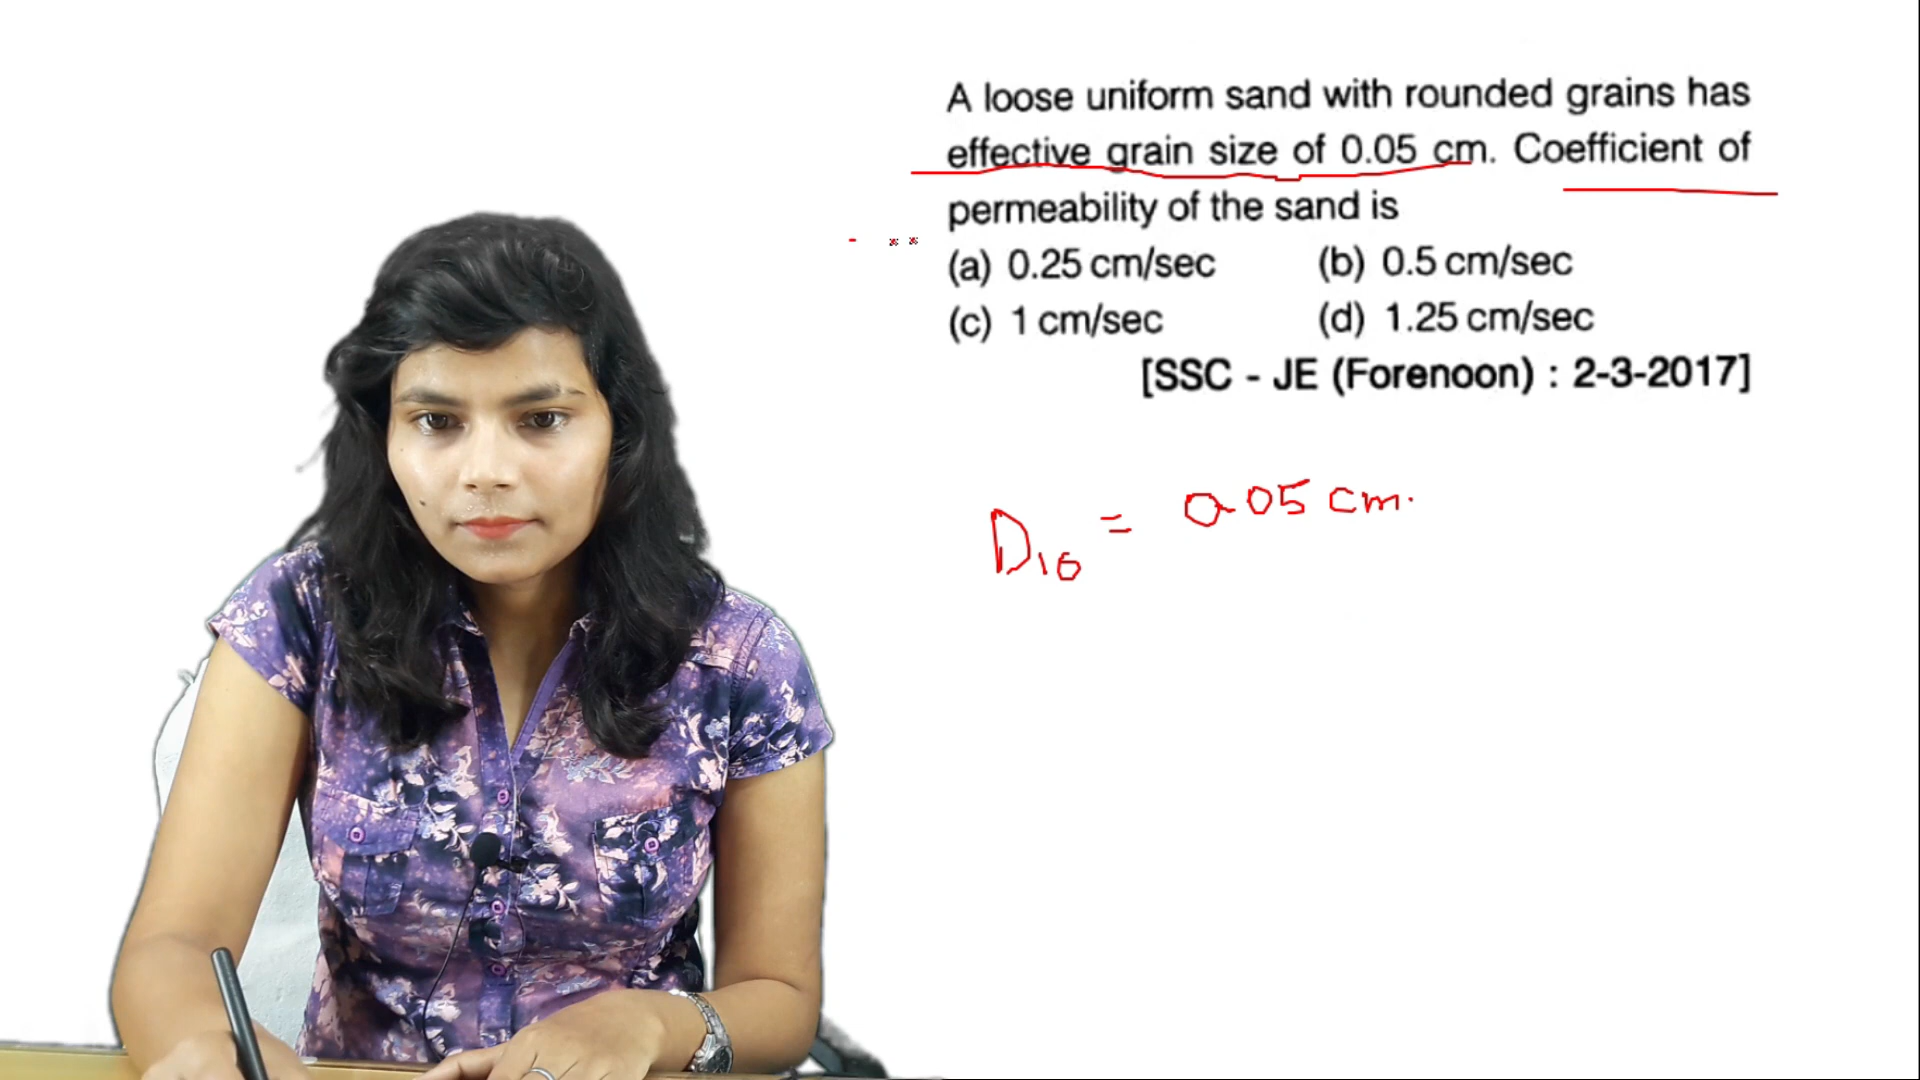 A loose uniform sand with rounded grains has
effective grain size of 0.05 cm. Coefficient of
permeability of the sand is
(a) 0.25 cm/sec (b) 0.5 cm/sec
(c) 1 cm/sec (d) 1.25 cm/sec
[SSC - JE (Forenoon) : 2-3-2017]
D10 = 0.05 cm.